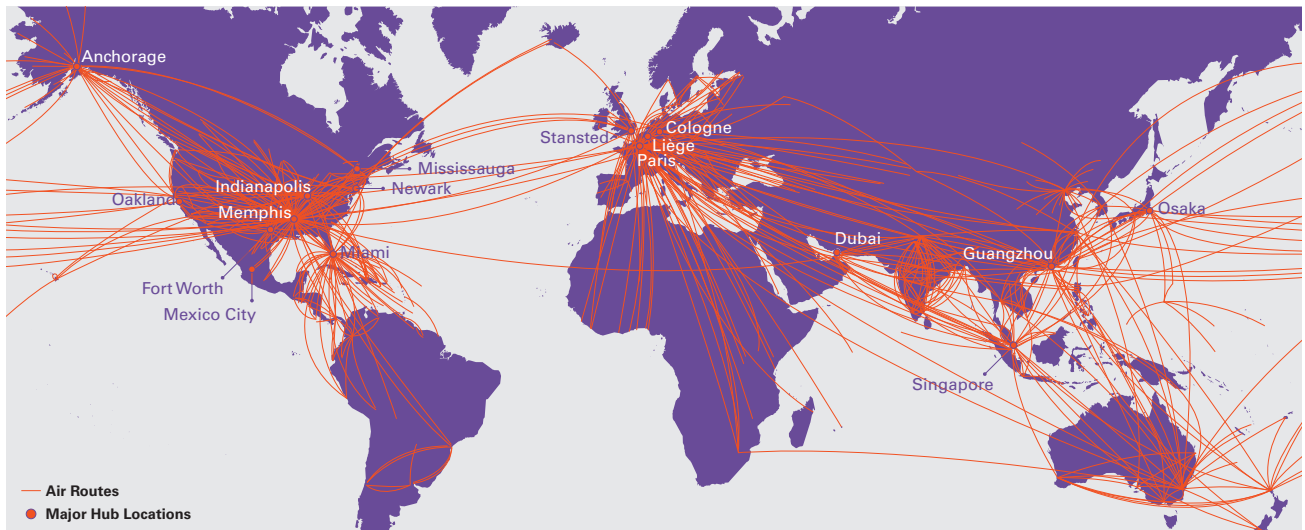 Anchorage
Stansted
Cologne
Liège
Paris
Mississauga
Newark
Indianapolis
Oakland
Memphis
Miami
Fort Worth
Mexico City
Dubai
Guangzhou
Osaka
Singapore
Air Routes
Major Hub Locations